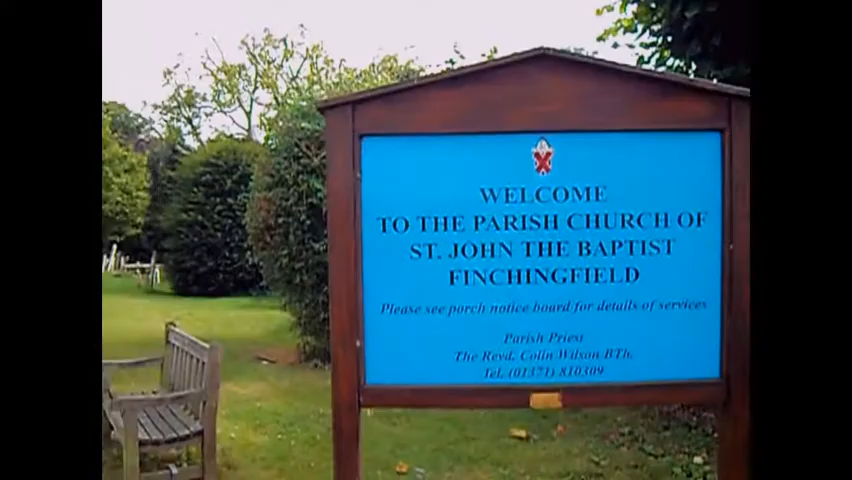 WELCOME
TO THE PARISH CHURCH OF
ST. JOHN THE BAPTIST
FINCHINGFIELD
Please see porch notice board for details of services
Parish Priest
The Revd. Colin Wilson BTh.
Tel. (01371) 810309